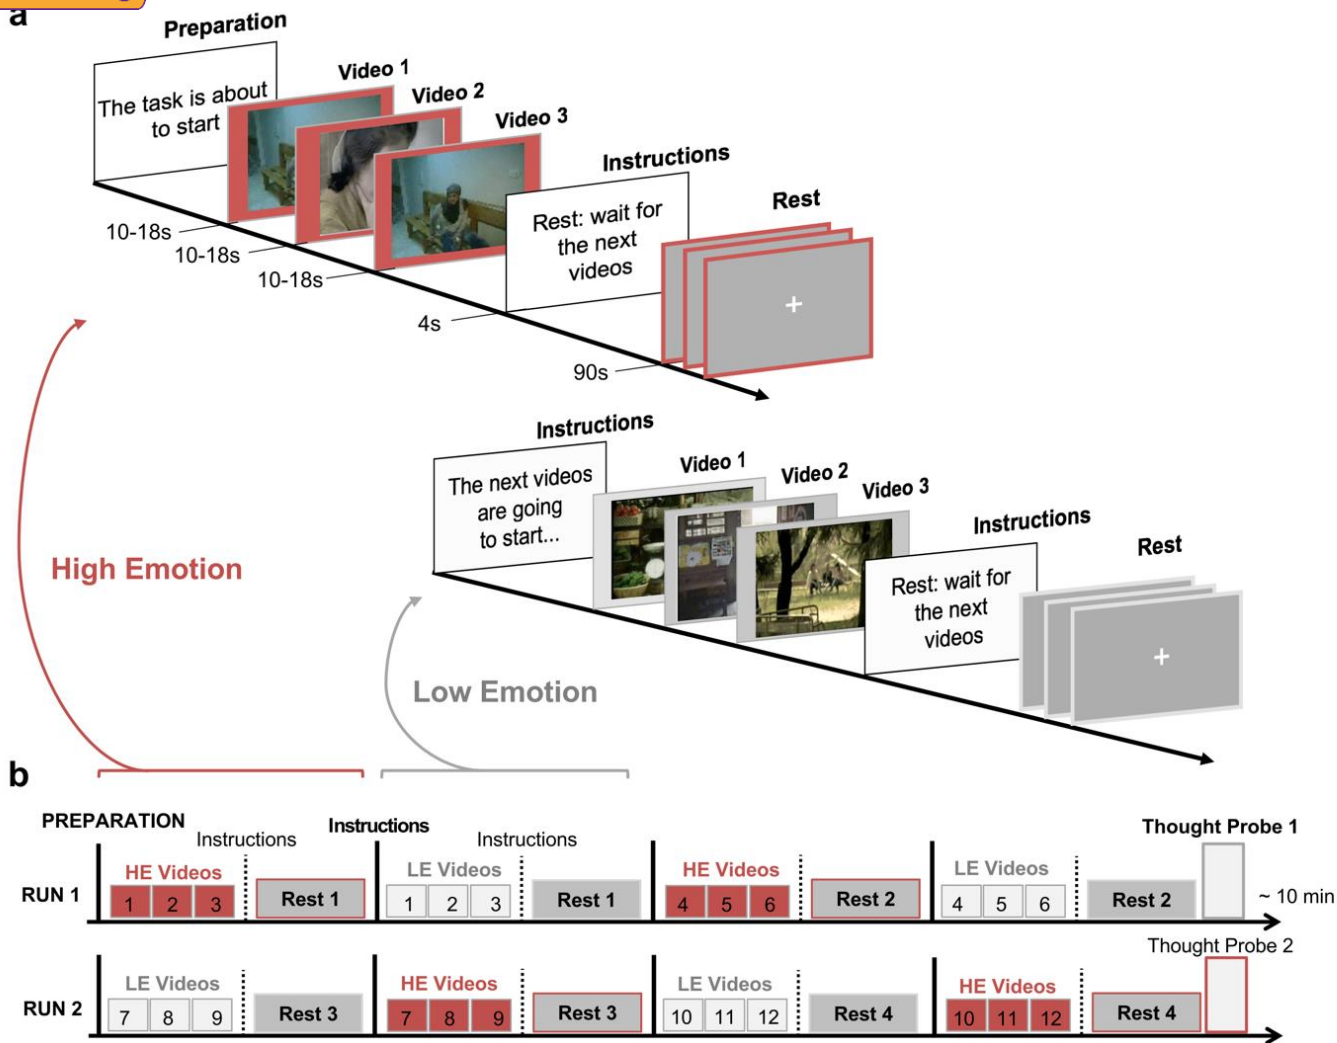 a
Preparation
The task is about
to start
Video 1
Video 2
Video 3
Instructions
Rest: wait for
the next
videos
Rest
+
10-18s
10-18s
10-18s
4s
90s
High Emotion
Instructions
The next videos
are going
to start...
Video 1
Video 2
Video 3
Instructions
Rest: wait for
the next
videos
Rest
+
Low Emotion
b
PREPARATION
Instructions
Instructions
Instructions
Thought Probe 1
RUN 1
HE Videos
1 2 3
Rest 1
LE Videos
1 2 3
Rest 1
HE Videos
4 5 6
Rest 2
LE Videos
4 5 6
Rest 2
~ 10 min
Thought Probe 2
RUN 2
LE Videos
7 8 9
Rest 3
HE Videos
7 8 9
Rest 3
LE Videos
10 11 12
Rest 4
HE Videos
10 11 12
Rest 4